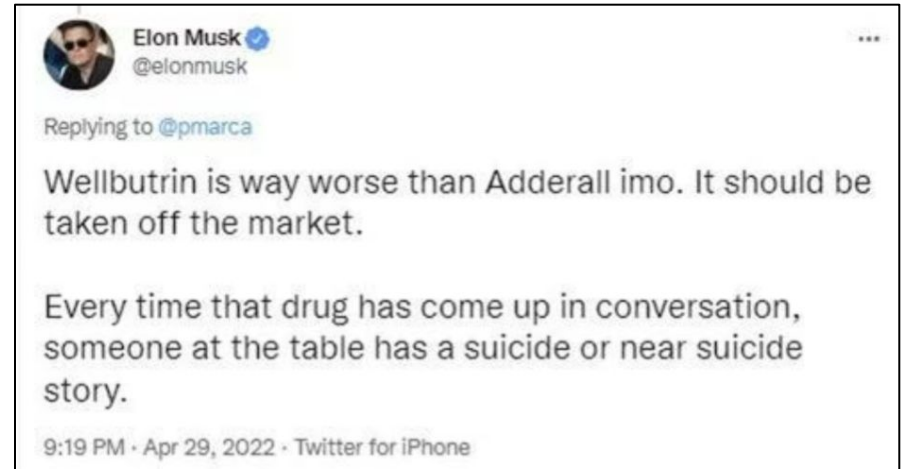 Elon Musk
@elonmusk
Replying to @pmarca
Wellbutrin is way worse than Adderall imo. It should be
taken off the market.
Every time that drug has come up in conversation,
someone at the table has a suicide or near suicide
story.
9:19 PM · Apr 29, 2022 · Twitter for iPhone